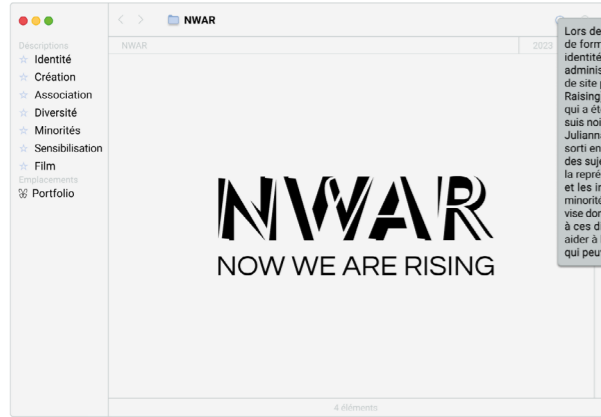 NWAR
Descriptions
Identité
Création
Association
Diversité
Minorités
Sensibilisation
Film
Emplacements
Portfolio
NWAR
2023
NWAR
NOW WE ARE RISING
4 éléments
Lors de
de form
identité
adminis
de site
Raising
qui a ét
suis noi
Juliann
sorti en
des suje
la repré
et les
minorité
vise don
à ces di
aider à
qui peu